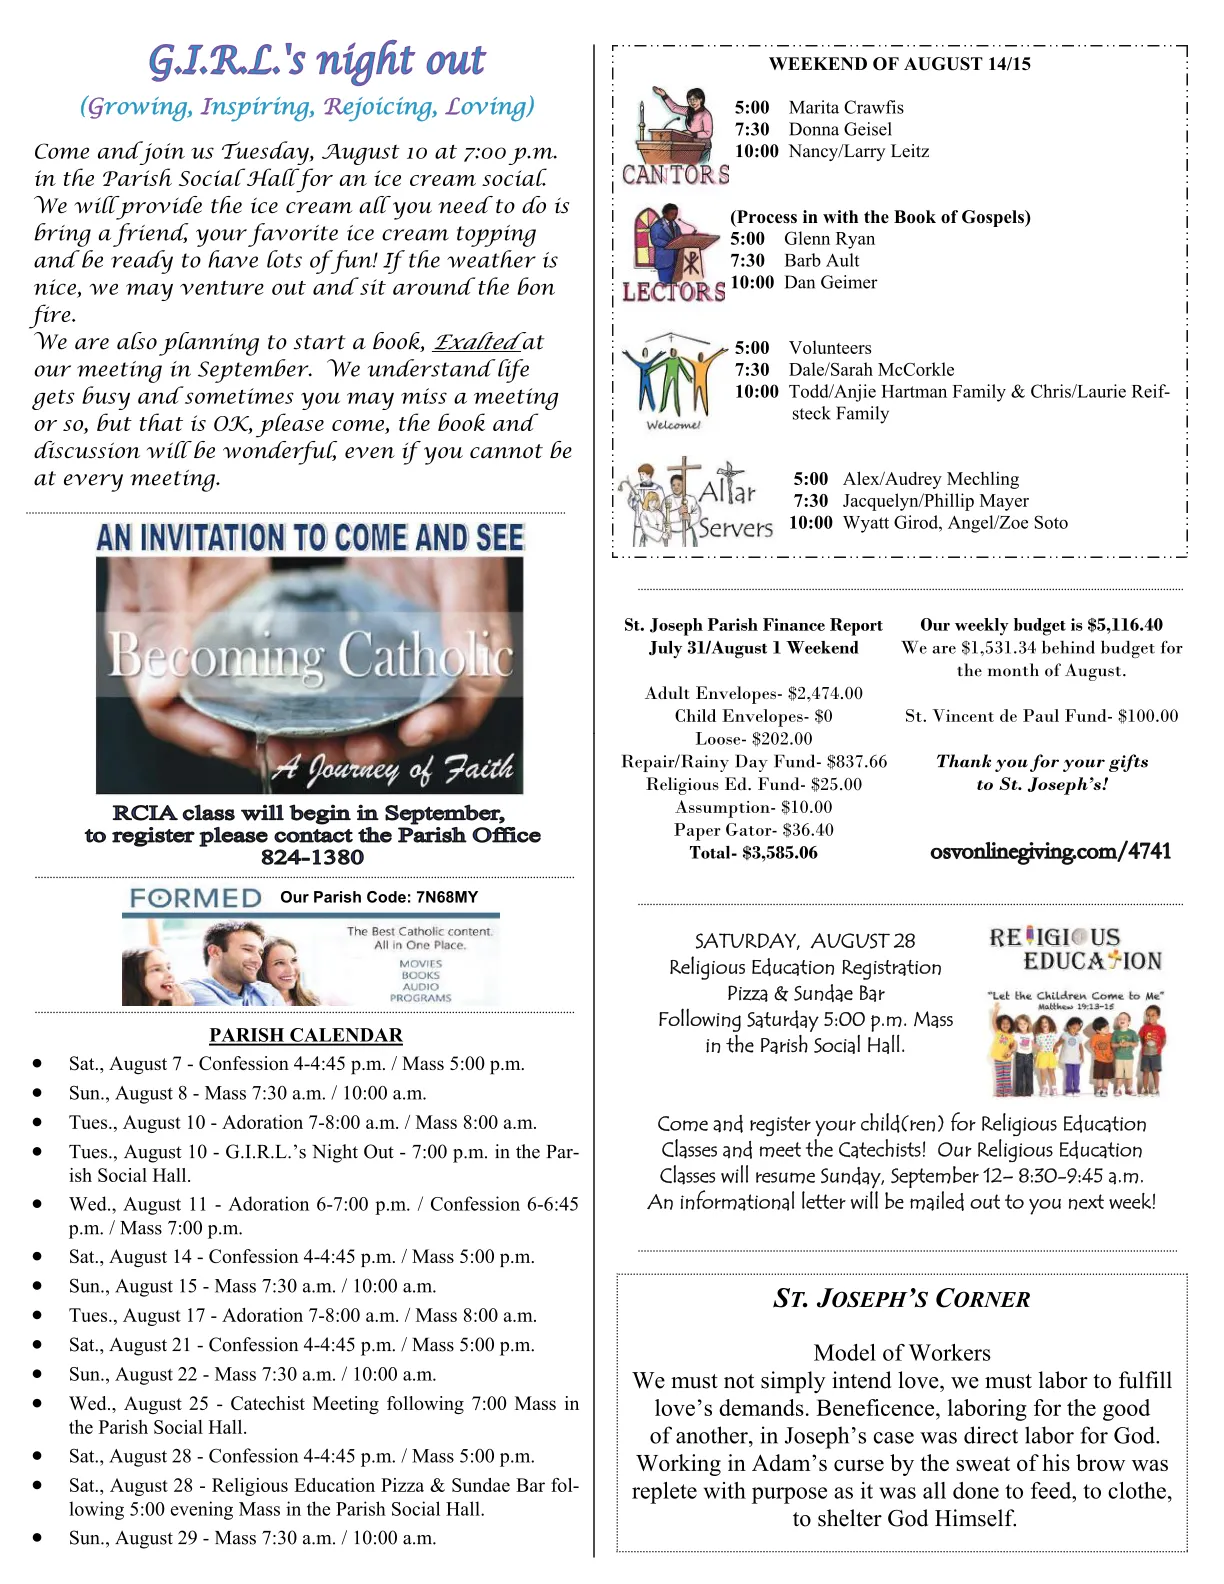 G.I.R.L.'s night out
(Growing, Inspiring, Rejoicing, Loving)
Come and join us Tuesday, August 10 at 7:00 p.m.
in the Parish Social Hall for an ice cream social.
We will provide the ice cream all you need to do is
bring a friend, your favorite ice cream topping
and be ready to have lots of fun! If the weather is
nice, we may venture out and sit around the bon
fire.
We are also planning to start a book, Exalted at
our meeting in September. We understand life
gets busy and sometimes you may miss a meeting
or so, but that is OK, please come, the book and
discussion will be wonderful, even if you cannot be
at every meeting.
AN INVITATION TO COME AND SEE
Becoming Catholic
A Journey of Faith
RCIA class will begin in September,
to register please contact the Parish Office
824-1380
FORMED Our Parish Code: 7N68MY
The Best Catholic content.
All in One Place.
MOVIES
BOOKS
AUDIO
PROGRAMS
PARISH CALENDAR
• Sat., August 7 - Confession 4-4:45 p.m. / Mass 5:00 p.m.
• Sun., August 8 - Mass 7:30 a.m. / 10:00 a.m.
• Tues., August 10 - Adoration 7-8:00 a.m. / Mass 8:00 a.m.
• Tues., August 10 - G.I.R.L.’s Night Out - 7:00 p.m. in the Par-
ish Social Hall.
• Wed., August 11 - Adoration 6-7:00 p.m. / Confession 6-6:45
p.m. / Mass 7:00 p.m.
• Sat., August 14 - Confession 4-4:45 p.m. / Mass 5:00 p.m.
• Sun., August 15 - Mass 7:30 a.m. / 10:00 a.m.
• Tues., August 17 - Adoration 7-8:00 a.m. / Mass 8:00 a.m.
• Sat., August 21 - Confession 4-4:45 p.m. / Mass 5:00 p.m.
• Sun., August 22 - Mass 7:30 a.m. / 10:00 a.m.
• Wed., August 25 - Catechist Meeting following 7:00 Mass in
the Parish Social Hall.
• Sat., August 28 - Confession 4-4:45 p.m. / Mass 5:00 p.m.
• Sat., August 28 - Religious Education Pizza & Sundae Bar fol-
lowing 5:00 evening Mass in the Parish Social Hall.
• Sun., August 29 - Mass 7:30 a.m. / 10:00 a.m.
WEEKEND OF AUGUST 14/15
CANTORS
5:00 Marita Crawfis
7:30 Donna Geisel
10:00 Nancy/Larry Leitz
LECTORS
(Process in with the Book of Gospels)
5:00 Glenn Ryan
7:30 Barb Ault
10:00 Dan Geimer
Welcome!
5:00 Volunteers
7:30 Dale/Sarah McCorkle
10:00 Todd/Anjie Hartman Family & Chris/Laurie Reif-
steck Family
Altar
Servers
5:00 Alex/Audrey Mechling
7:30 Jacquelyn/Phillip Mayer
10:00 Wyatt Girod, Angel/Zoe Soto
St. Joseph Parish Finance Report
July 31/August 1 Weekend
Adult Envelopes- $2,474.00
Child Envelopes- $0
Loose- $202.00
Repair/Rainy Day Fund- $837.66
Religious Ed. Fund- $25.00
Assumption- $10.00
Paper Gator- $36.40
Total- $3,585.06
Our weekly budget is $5,116.40
We are $1,531.34 behind budget for
the month of August.
St. Vincent de Paul Fund- $100.00
Thank you for your gifts
to St. Joseph’s!
osvonlinegiving.com/4741
SATURDAY, AUGUST 28
Religious Education Registration
Pizza & Sundae Bar
Following Saturday 5:00 p.m. Mass
in the Parish Social Hall.
RELIGIOUS
EDUCATION
"Let the Children Come to Me"
Matthew 19:13-15
Come and register your child(ren) for Religious Education
Classes and meet the Catechists! Our Religious Education
Classes will resume Sunday, September 12– 8:30-9:45 a.m.
An informational letter will be mailed out to you next week!
ST. JOSEPH’S CORNER
Model of Workers
We must not simply intend love, we must labor to fulfill
love’s demands. Beneficence, laboring for the good
of another, in Joseph’s case was direct labor for God.
Working in Adam’s curse by the sweat of his brow was
replete with purpose as it was all done to feed, to clothe,
to shelter God Himself.